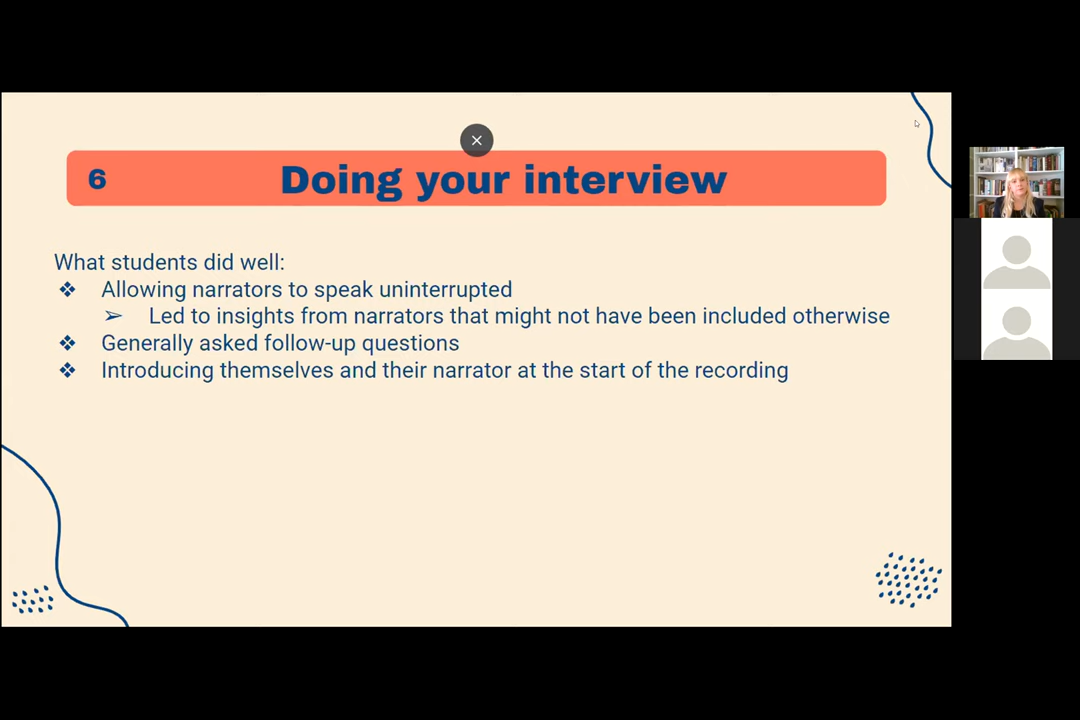 6
Doing your interview
What students did well:
❖ Allowing narrators to speak uninterrupted
➢ Led to insights from narrators that might not have been included otherwise
❖ Generally asked follow-up questions
❖ Introducing themselves and their narrator at the start of the recording